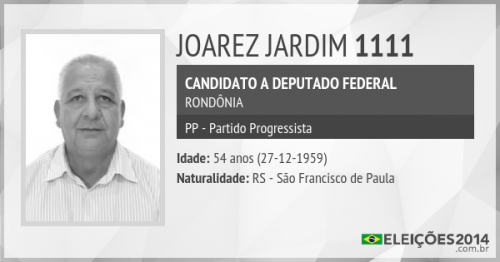 JOAREZ JARDIM 1111
CANDIDATO A DEPUTADO FEDERAL
RONDÔNIA
PP - Partido Progressista
Idade: 54 anos (27-12-1959)
Naturalidade: RS - São Francisco de Paula
ELEIÇÕES2014
.com.br